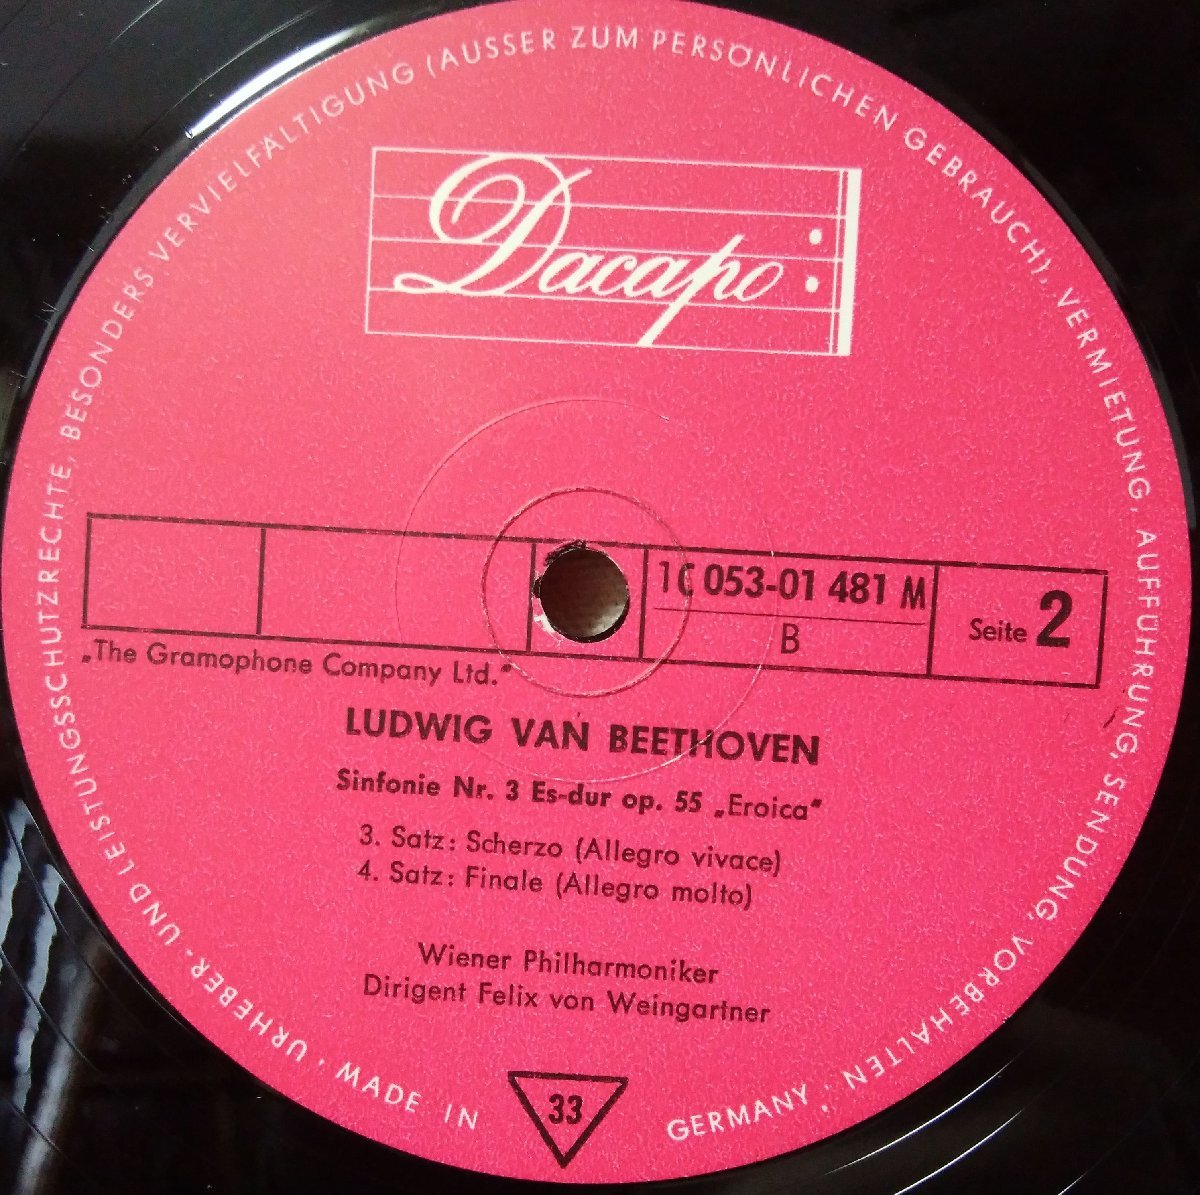 Dacapo
1C 053-01 481 M
B
Seite 2
„The Gramophone Company Ltd."
LUDWIG VAN BEETHOVEN
Sinfonie Nr. 3 Es-dur op. 55 „Eroica"
3. Satz: Scherzo (Allegro vivace)
4. Satz: Finale (Allegro molto)
Wiener Philharmoniker
Dirigent Felix von Weingartner
33
URHEBER- UND LEISTUNGSSCHUTZRECHTE, BESONDERS VERVIELFÄLTIGUNG (AUSSER ZUM PERSÖNLICHEN GEBRAUCH), VERMIETUNG, AUFFÜHRUNG, SENDUNG, VORBEHALTEN · MADE IN GERMANY ·